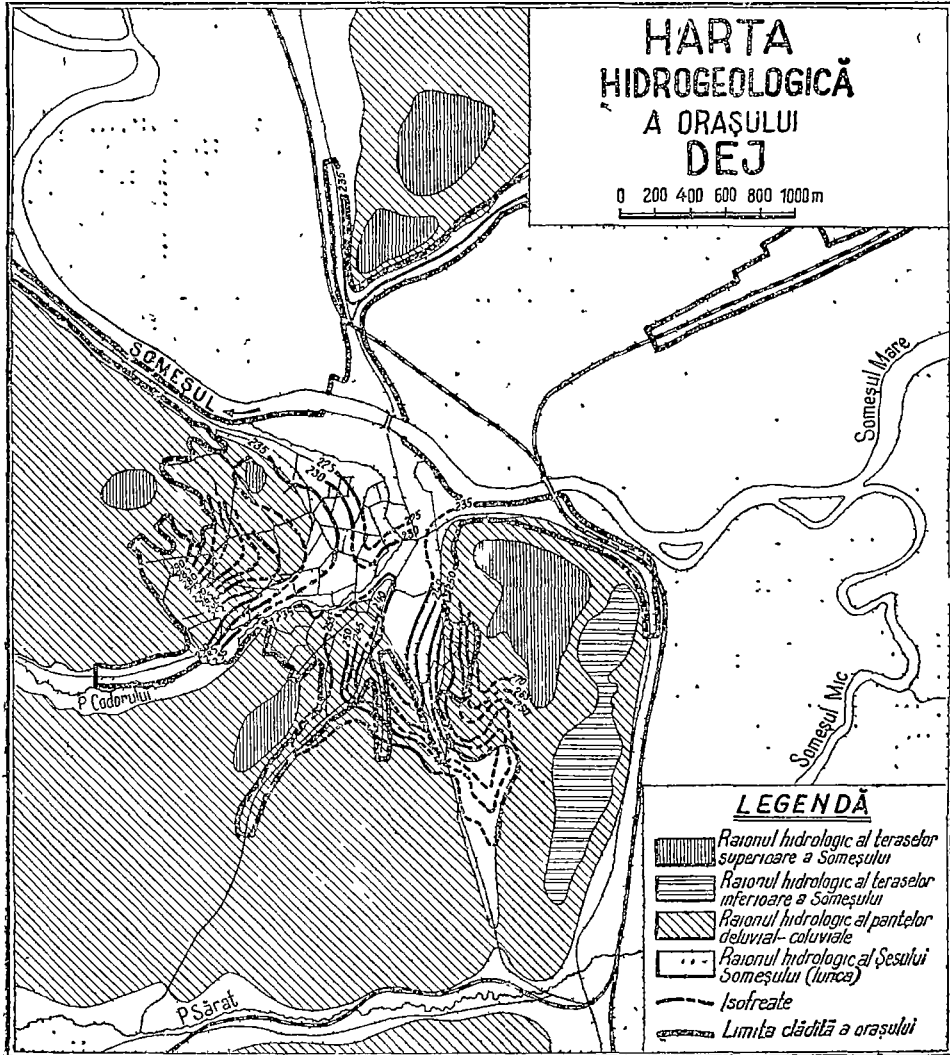 HARTA
HIDROGEOLOGICĂ
A ORAȘULUI
DEJ
0 200 400 600 800 1000m
235
SOMEȘUL
Someșul Mare
235
225
230
235
225
230
P Codorului
Someșul Mic
P Sărat
LEGENDĂ
Raionul hidrologic al teraselor
superioare a Someșului
Raionul hidrologic al teraselor
inferioare a Someșului
Raionul hidrologic al pantelor
deluvial-coluviale
Raionul hidrologic al Șesului
Someșului (lunca)
Isofreate
Limita clădită a orașului